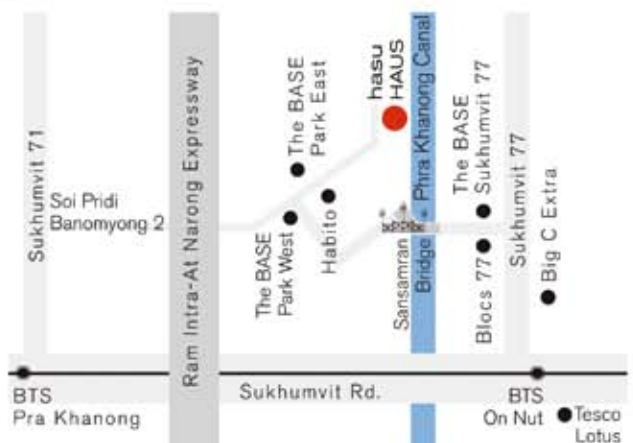 Sukhumvit 71
Soi Pridi
Banomyong 2
Ram Intra-At Narong Expressway
The BASE
Park East
The BASE
Park West
Habito
hasu
HAUS
Sansamran
Bridge
Phra Khanong Canal
The BASE
Sukhumvit 77
Blocs 77
Sukhumvit 77
Big C Extra
Sukhumvit Rd.
BTS
Pra Khanong
BTS
On Nut
Tesco
Lotus